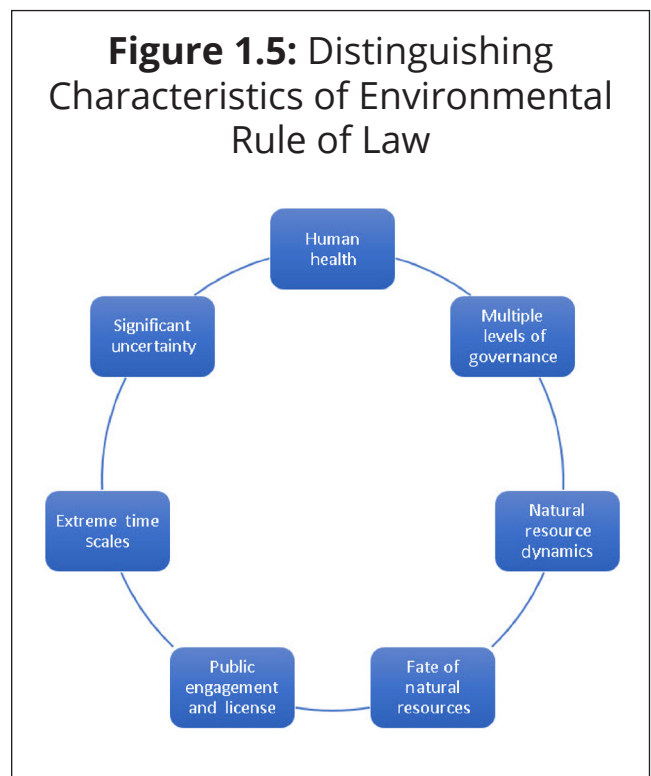 Figure 1.5: Distinguishing
Characteristics of Environmental
Rule of Law
Human
health
Multiple
levels of
governance
Natural
resource
dynamics
Fate of
natural
resources
Public
engagement
and license
Extreme time
scales
Significant
uncertainty